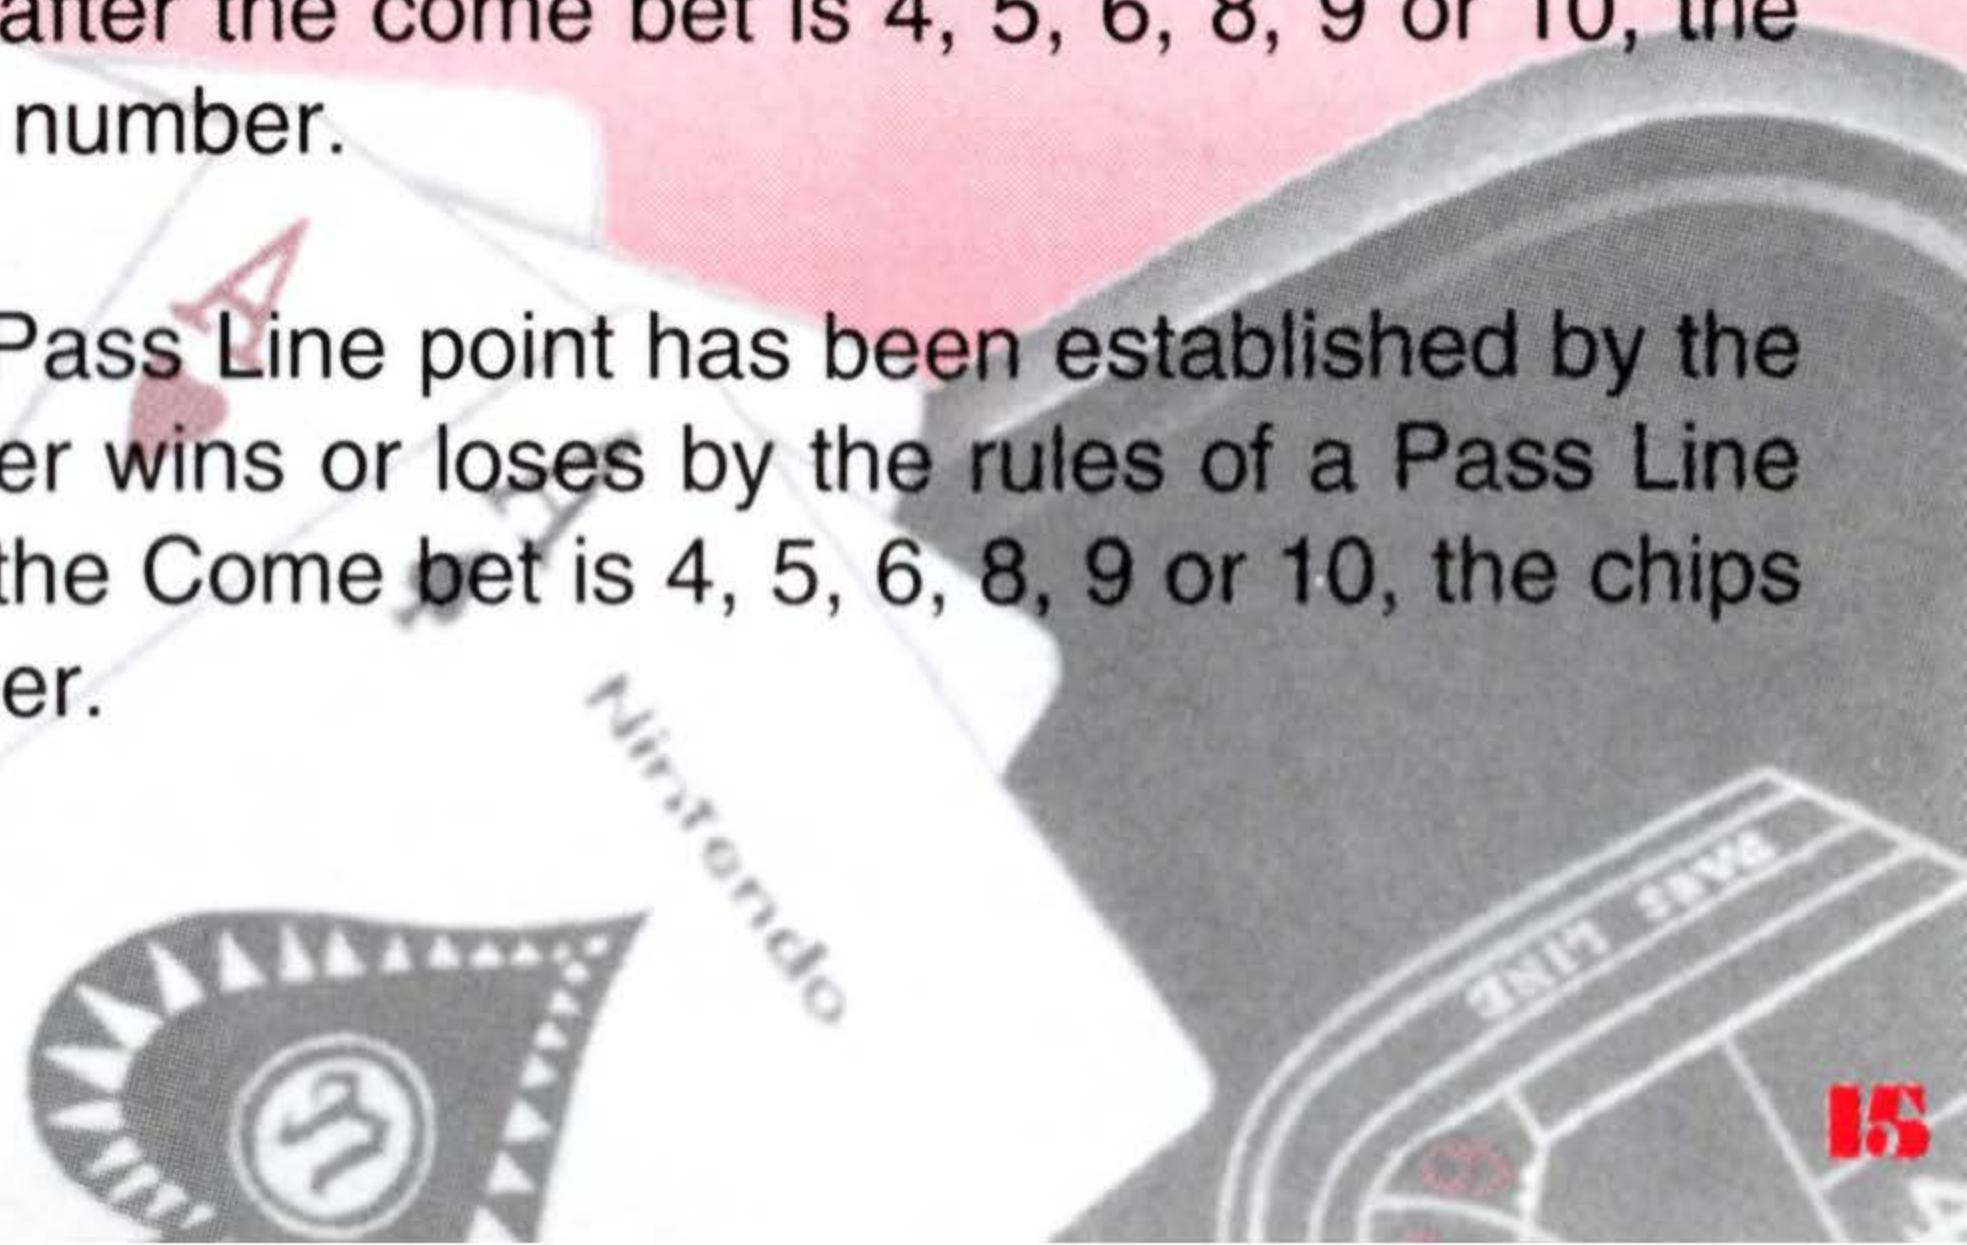 after the come bet is 4, 5, 6, 8, 9 or 10, the
number.
A
Pass Line point has been established by the
er wins or loses by the rules of a Pass Line
A
the Come bet is 4, 5, 6, 8, 9 or 10, the chips
er.
Nintendo
PASS LINE
n
15
4